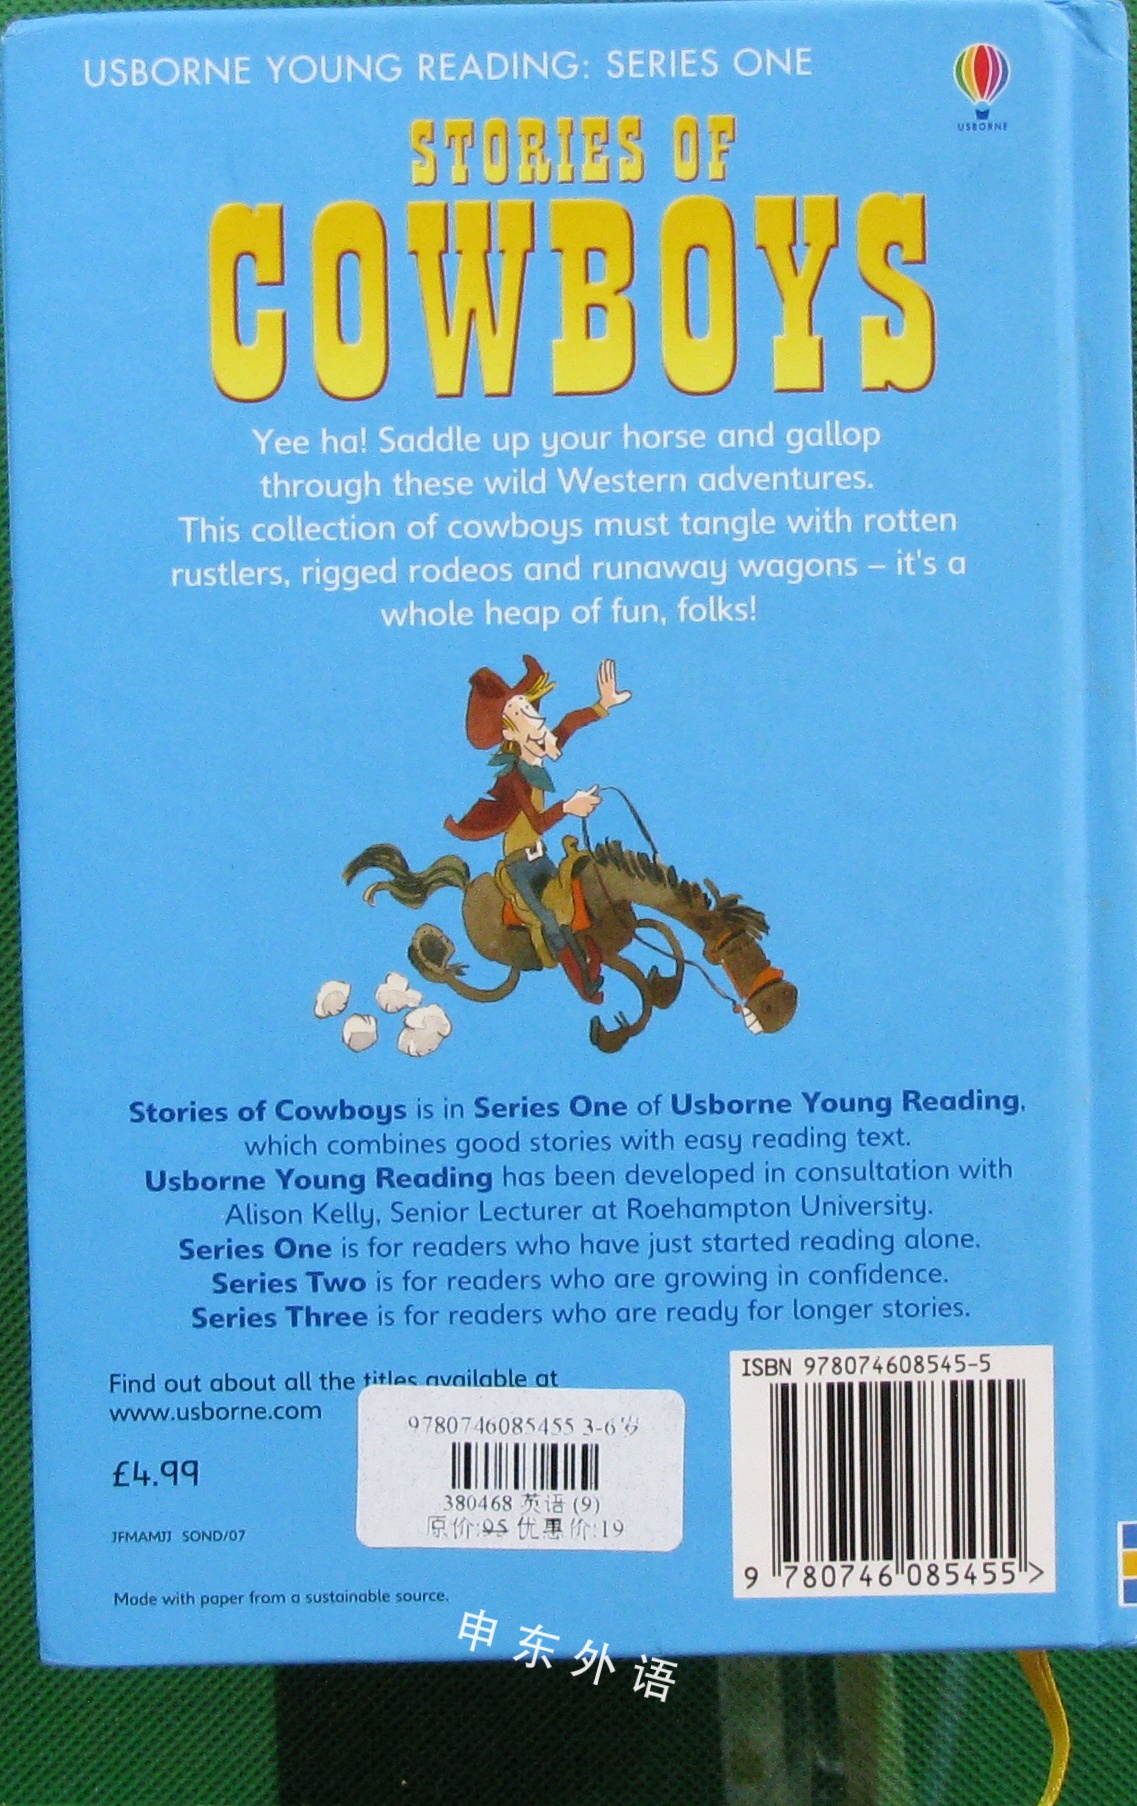 USBORNE YOUNG READING: SERIES ONE
USBORNE
STORIES OF
COWBOYS
Yee ha! Saddle up your horse and gallop
through these wild Western adventures.
This collection of cowboys must tangle with rotten
rustlers, rigged rodeos and runaway wagons – it's a
whole heap of fun, folks!
Stories of Cowboys is in Series One of Usborne Young Reading,
which combines good stories with easy reading text.
Usborne Young Reading has been developed in consultation with
Alison Kelly, Senior Lecturer at Roehampton University.
Series One is for readers who have just started reading alone.
Series Two is for readers who are growing in confidence.
Series Three is for readers who are ready for longer stories.
Find out about all the titles available at
www.usborne.com
£4.99
JFMAMJJ SOND/07
Made with paper from a sustainable source.
9780746085455 3-6岁
380468 英语 (9)
原价:95 优惠价:19
ISBN 978074608545-5
9 780746 085455 >
申东外语